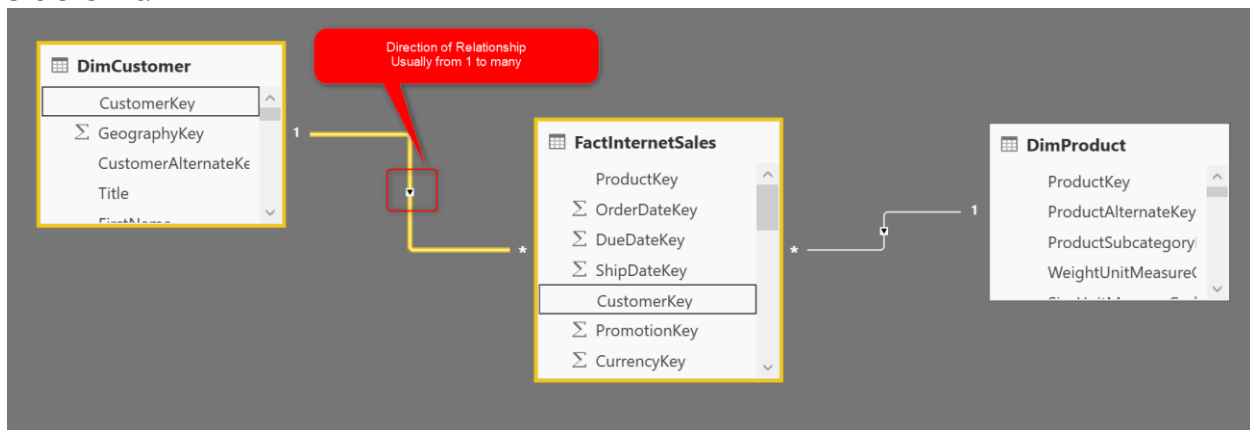 Direction of Relationship
Usually from 1 to many
DimCustomer
CustomerKey
Σ GeographyKey
CustomerAlternateKe
Title
1
FactInternetSales
ProductKey
Σ OrderDateKey
Σ DueDateKey
Σ ShipDateKey
CustomerKey
Σ PromotionKey
Σ CurrencyKey
*
*
1
DimProduct
ProductKey
ProductAlternateKey
ProductSubcategory
WeightUnitMeasure